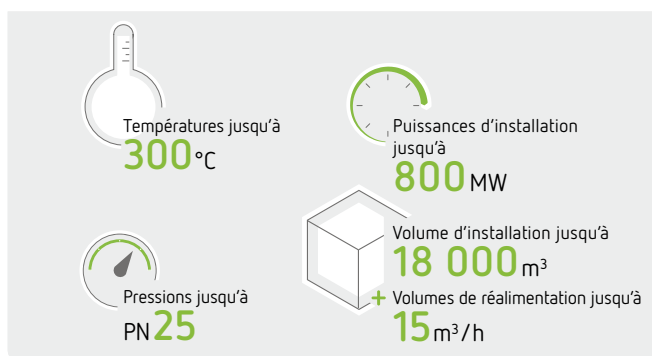 Températures jusqu'à
300 °C
Puissances d'installation
jusqu'à
800 MW
Pressions jusqu'à
PN 25
Volume d'installation jusqu'à
18 000 m³
+ Volumes de réalimentation jusqu'à
15 m³/h